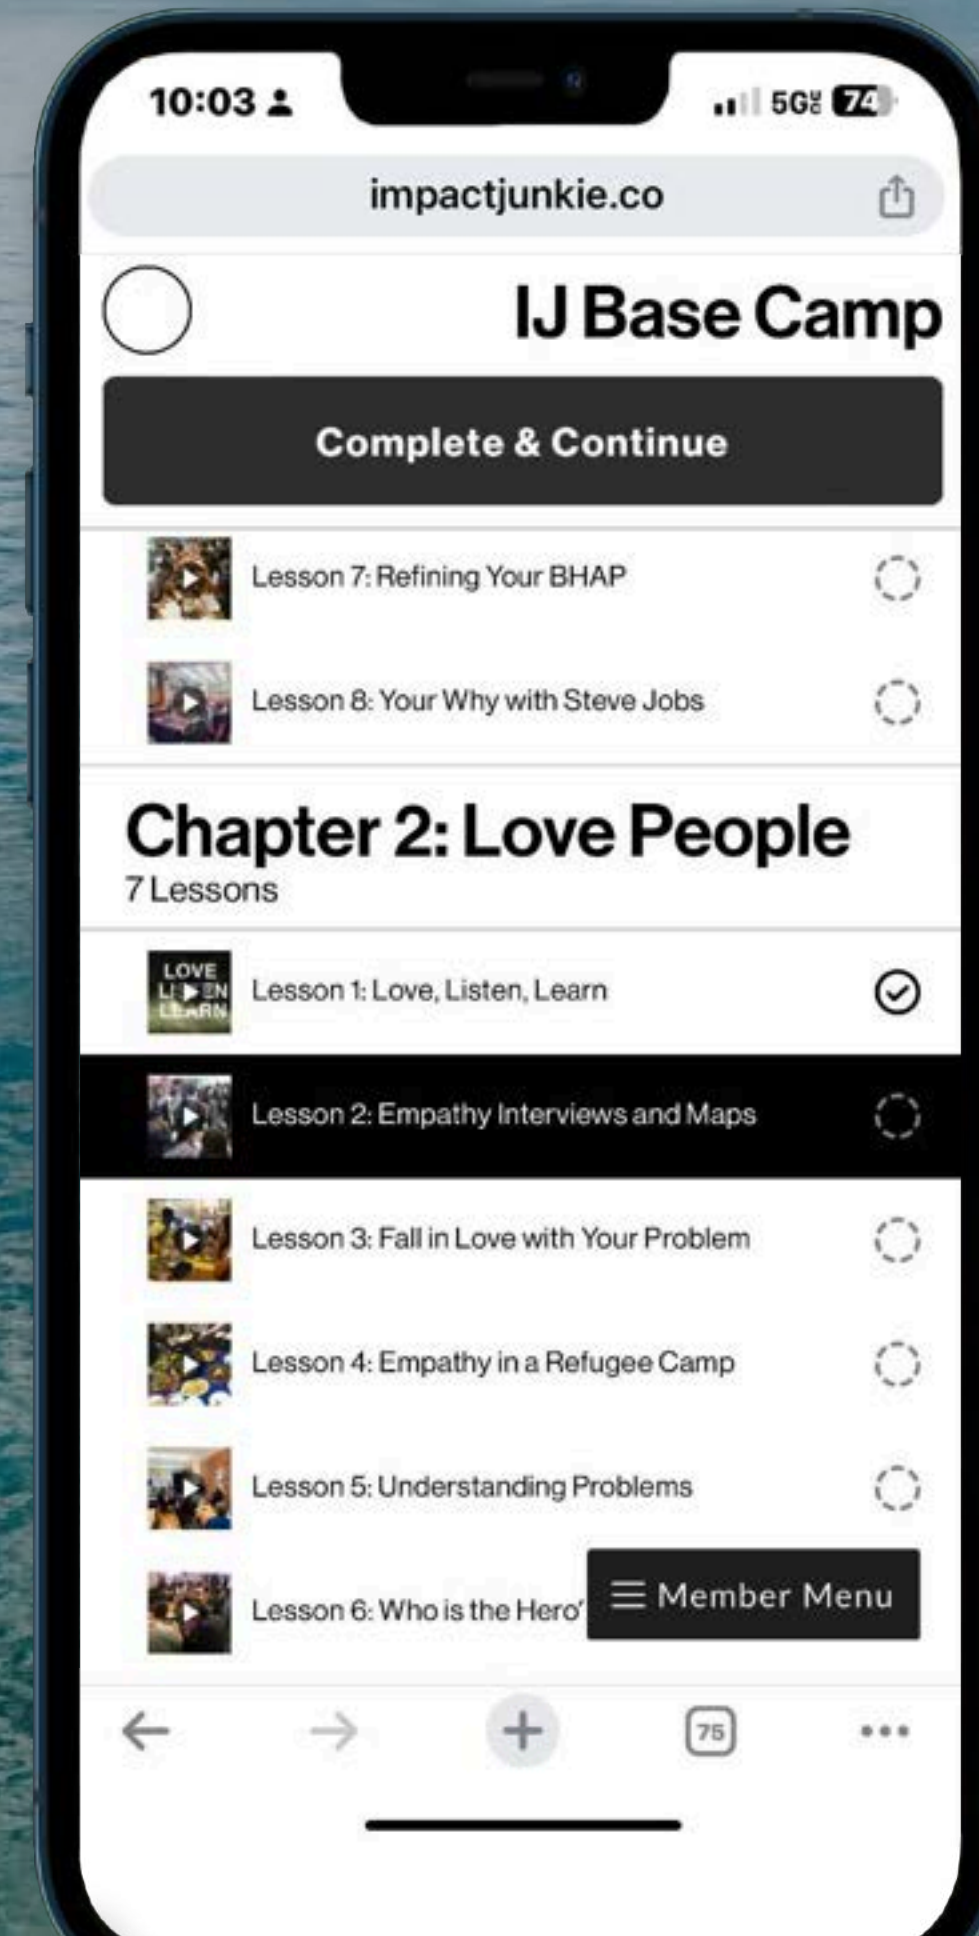 10:03
5G 74
impactjunkie.co
IJ Base Camp
Complete & Continue
Lesson 7: Refining Your BHAP
Lesson 8: Your Why with Steve Jobs
Chapter 2: Love People
7 Lessons
LOVE
LISTEN
LEARN
Lesson 1: Love, Listen, Learn
Lesson 2: Empathy Interviews and Maps
Lesson 3: Fall in Love with Your Problem
Lesson 4: Empathy in a Refugee Camp
Lesson 5: Understanding Problems
Lesson 6: Who is the Hero'
Member Menu
75